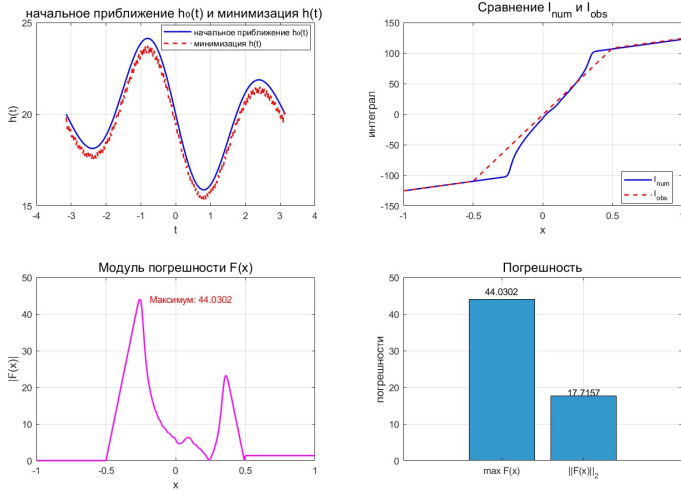 начальное приближение h₀(t) и минимизация h(t)
начальное приближение h₀(t)
минимизация h(t)
h(t)
25
20
15
-4 -3 -2 -1 0 1 2 3 4
t
Сравнение I_num и I_obs
интеграл
150
100
50
0
-50
-100
-150
I_num
I_obs
-1 -0.5 0 0.5 1
x
Модуль погрешности F(x)
Максимум: 44.0302
|F(x)|
50
40
30
20
10
0
-1 -0.5 0 0.5 1
x
Погрешность
погрешности
50
40
30
20
10
0
44.0302
17.7157
max F(x) ||F(x)||₂